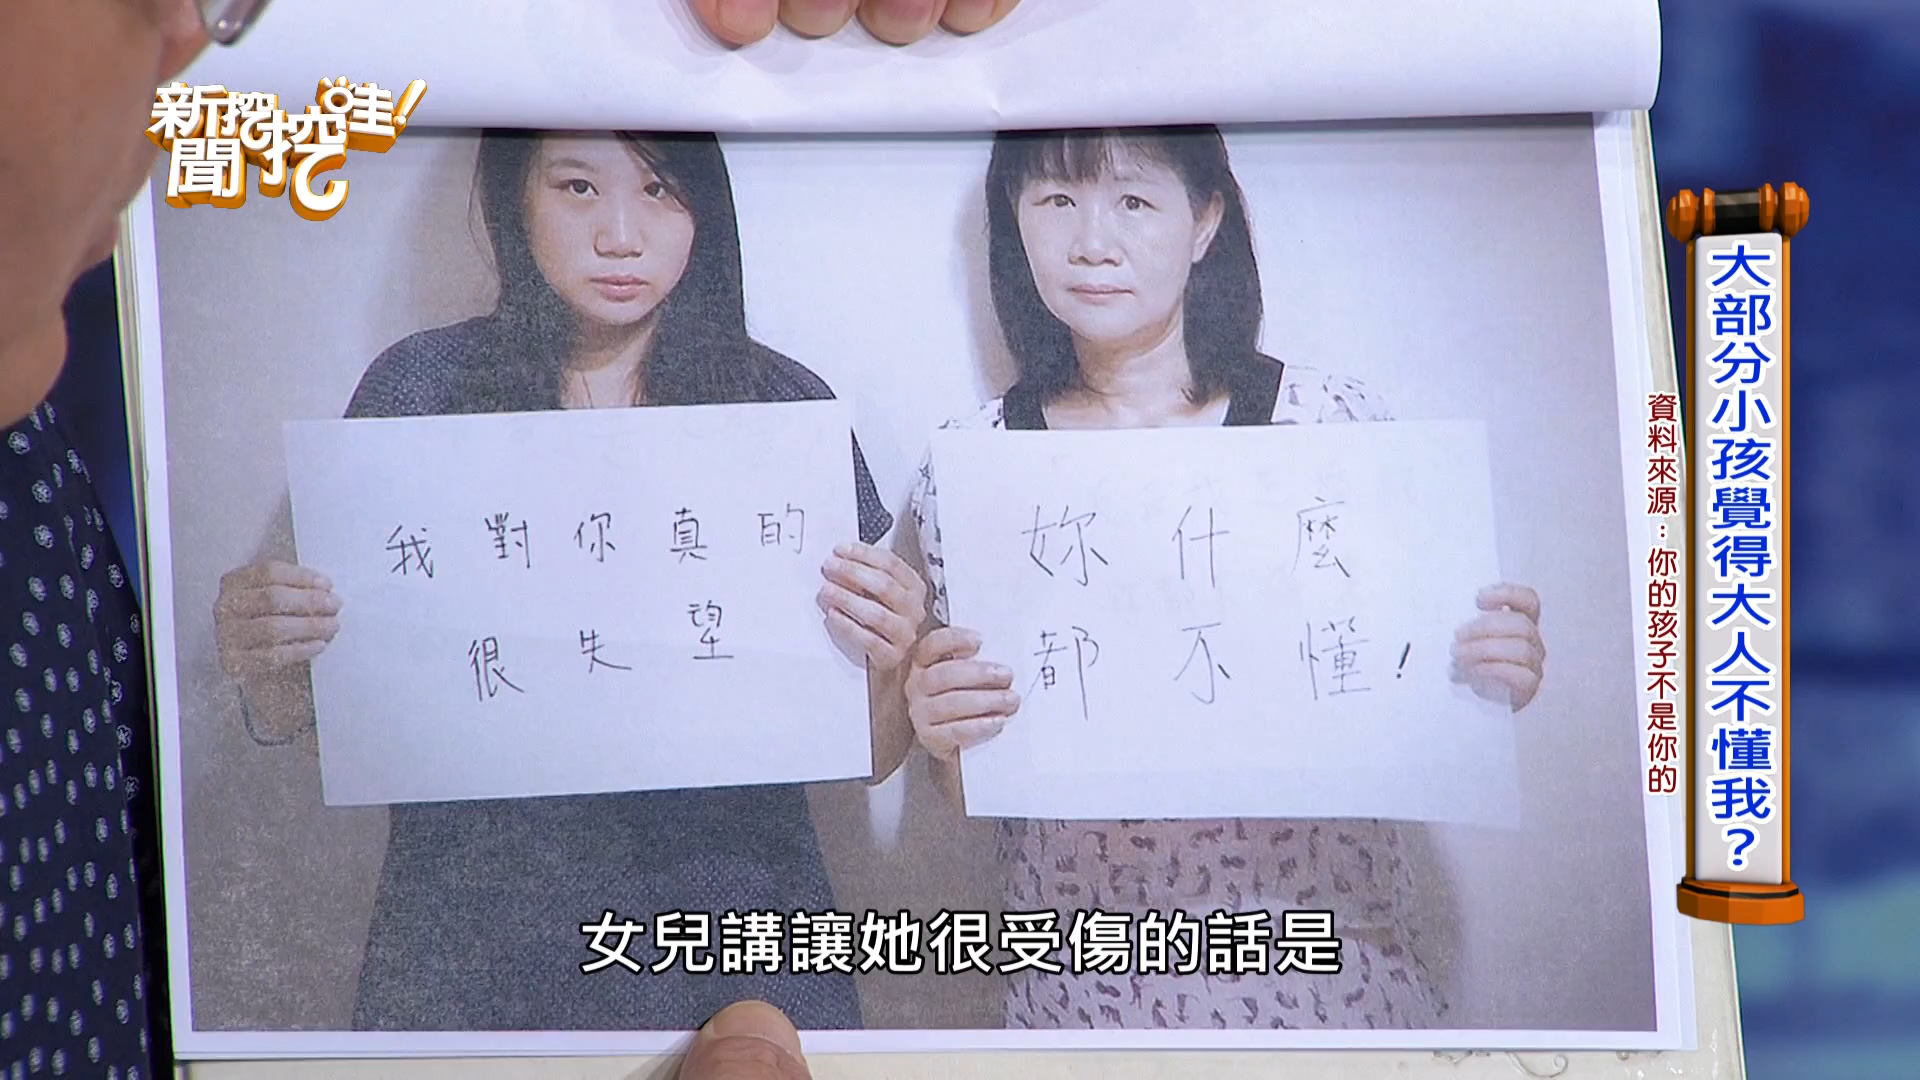 新聞挖挖哇!
大部分小孩覺得大人不懂我?
資料來源:你的孩子不是你的
我對你真的
很失望
妳什麼
都不懂!
女兒講讓她很受傷的話是